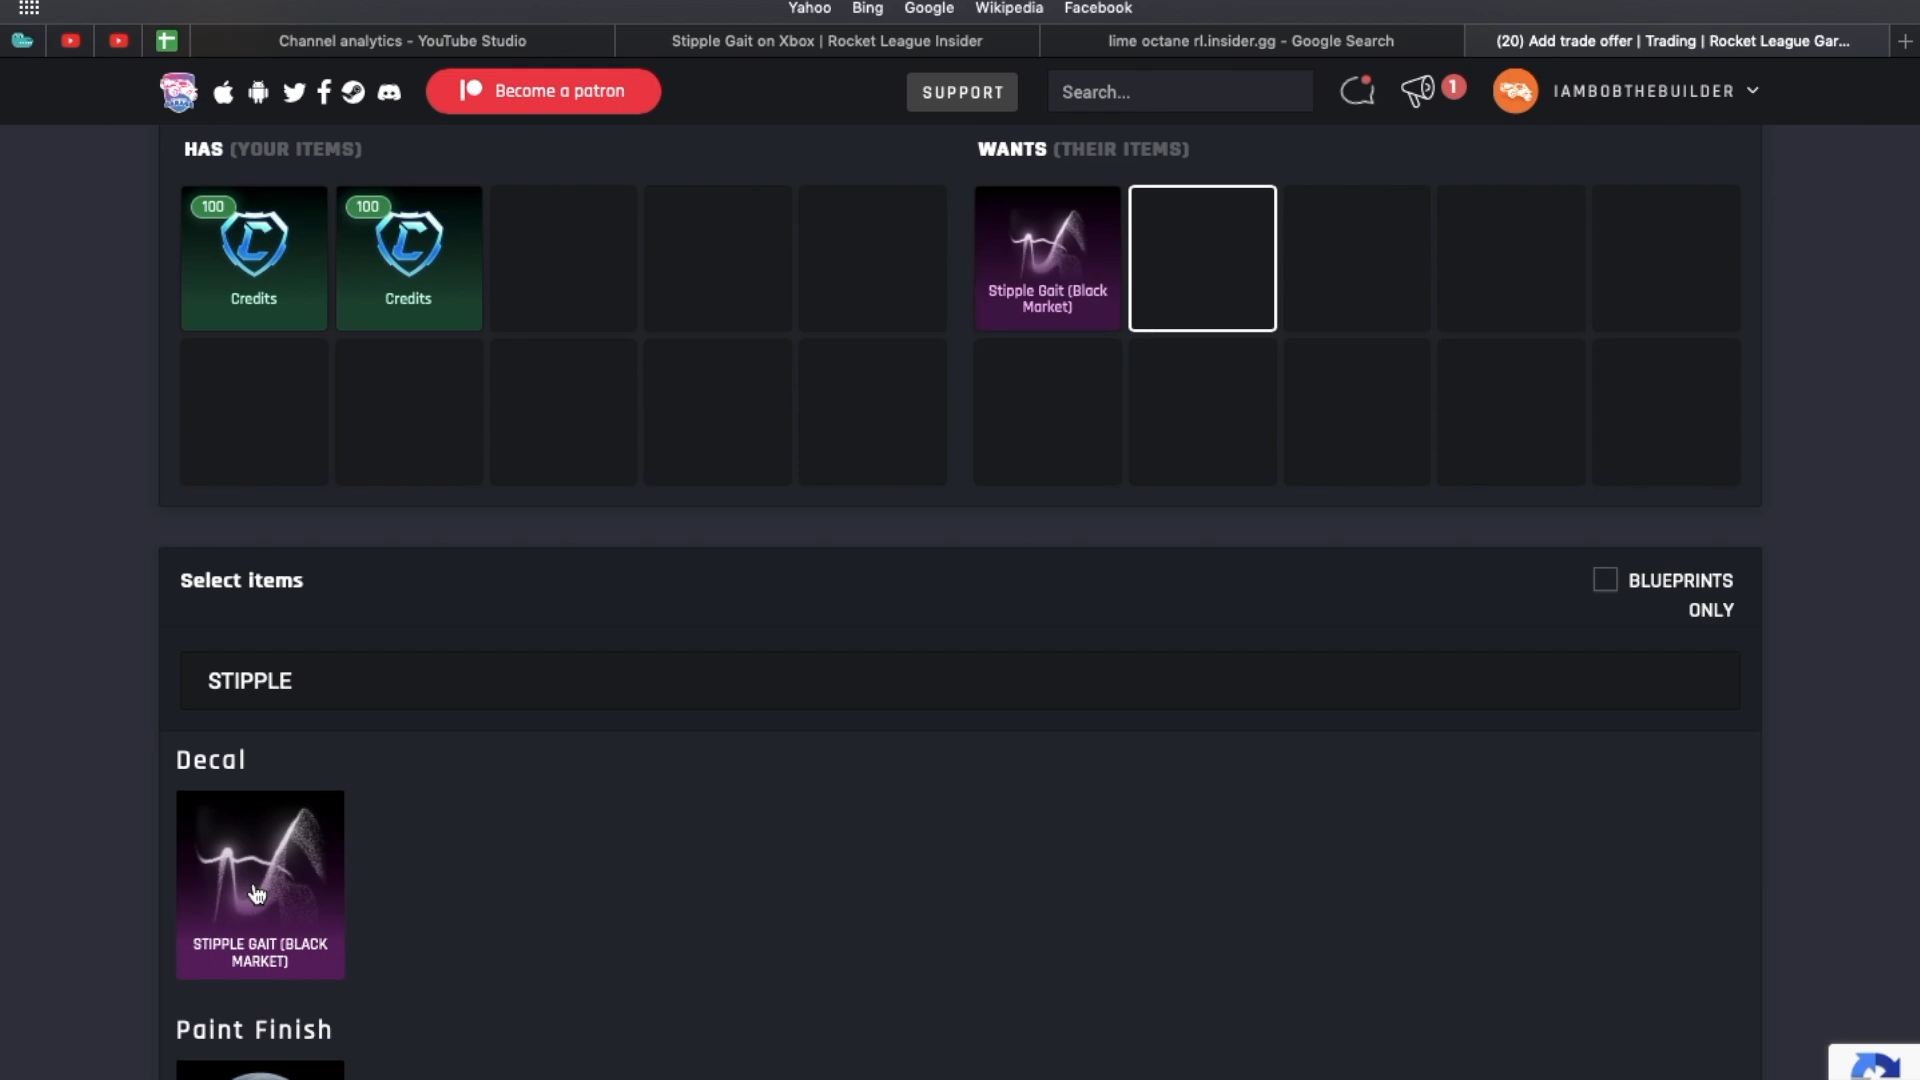 Yahoo Bing Google Wikipedia Facebook
Channel analytics - YouTube Studio
Stipple Gait on Xbox | Rocket League Insider
lime octane rl.insider.gg - Google Search
(20) Add trade offer | Trading | Rocket League Gar...
Become a patron
SUPPORT
Search...
1
IAMBOBTHEBUILDER
HAS (YOUR ITEMS)
WANTS (THEIR ITEMS)
100
Credits
100
Credits
Stipple Gait (Black
Market)
Select items
BLUEPRINTS
ONLY
STIPPLE
Decal
STIPPLE GAIT (BLACK
MARKET)
Paint Finish